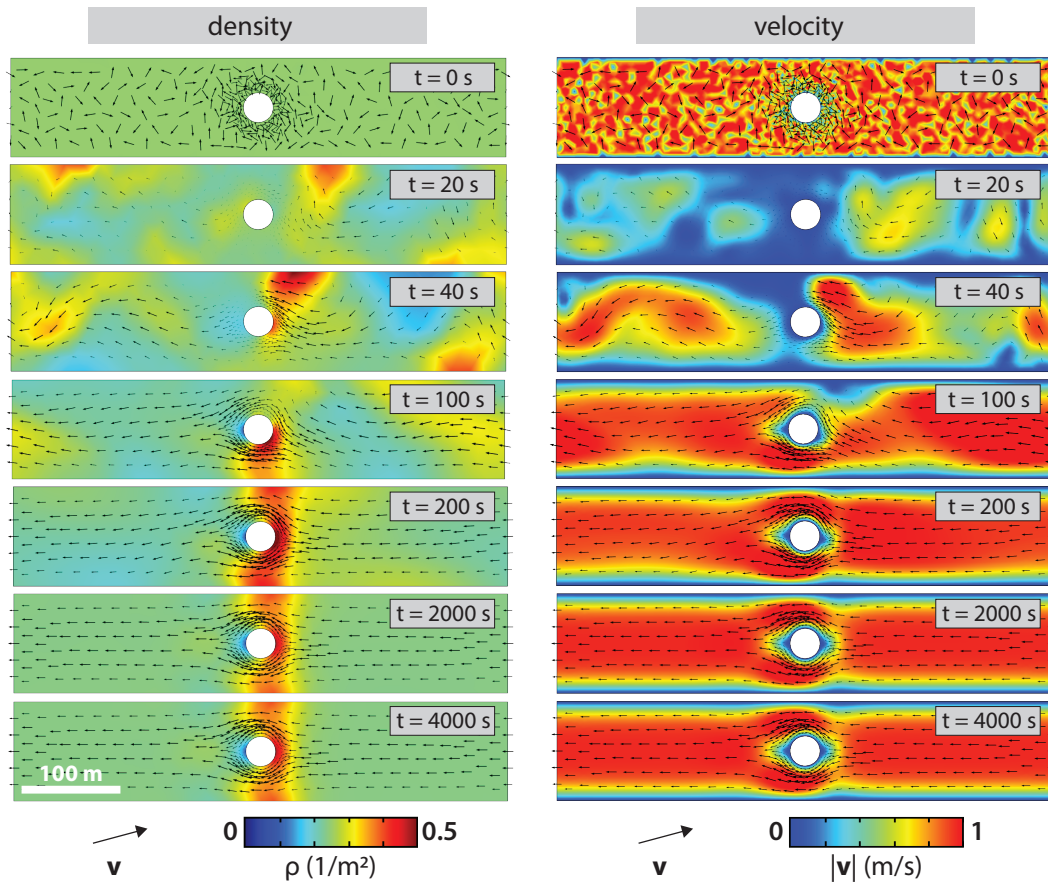 density
velocity
t = 0 s
t = 0 s
t = 20 s
t = 20 s
t = 40 s
t = 40 s
t = 100 s
t = 100 s
t = 200 s
t = 200 s
t = 2000 s
t = 2000 s
t = 4000 s
t = 4000 s
100 m
v
0
0.5
ρ (1/m²)
v
0
1
|v| (m/s)